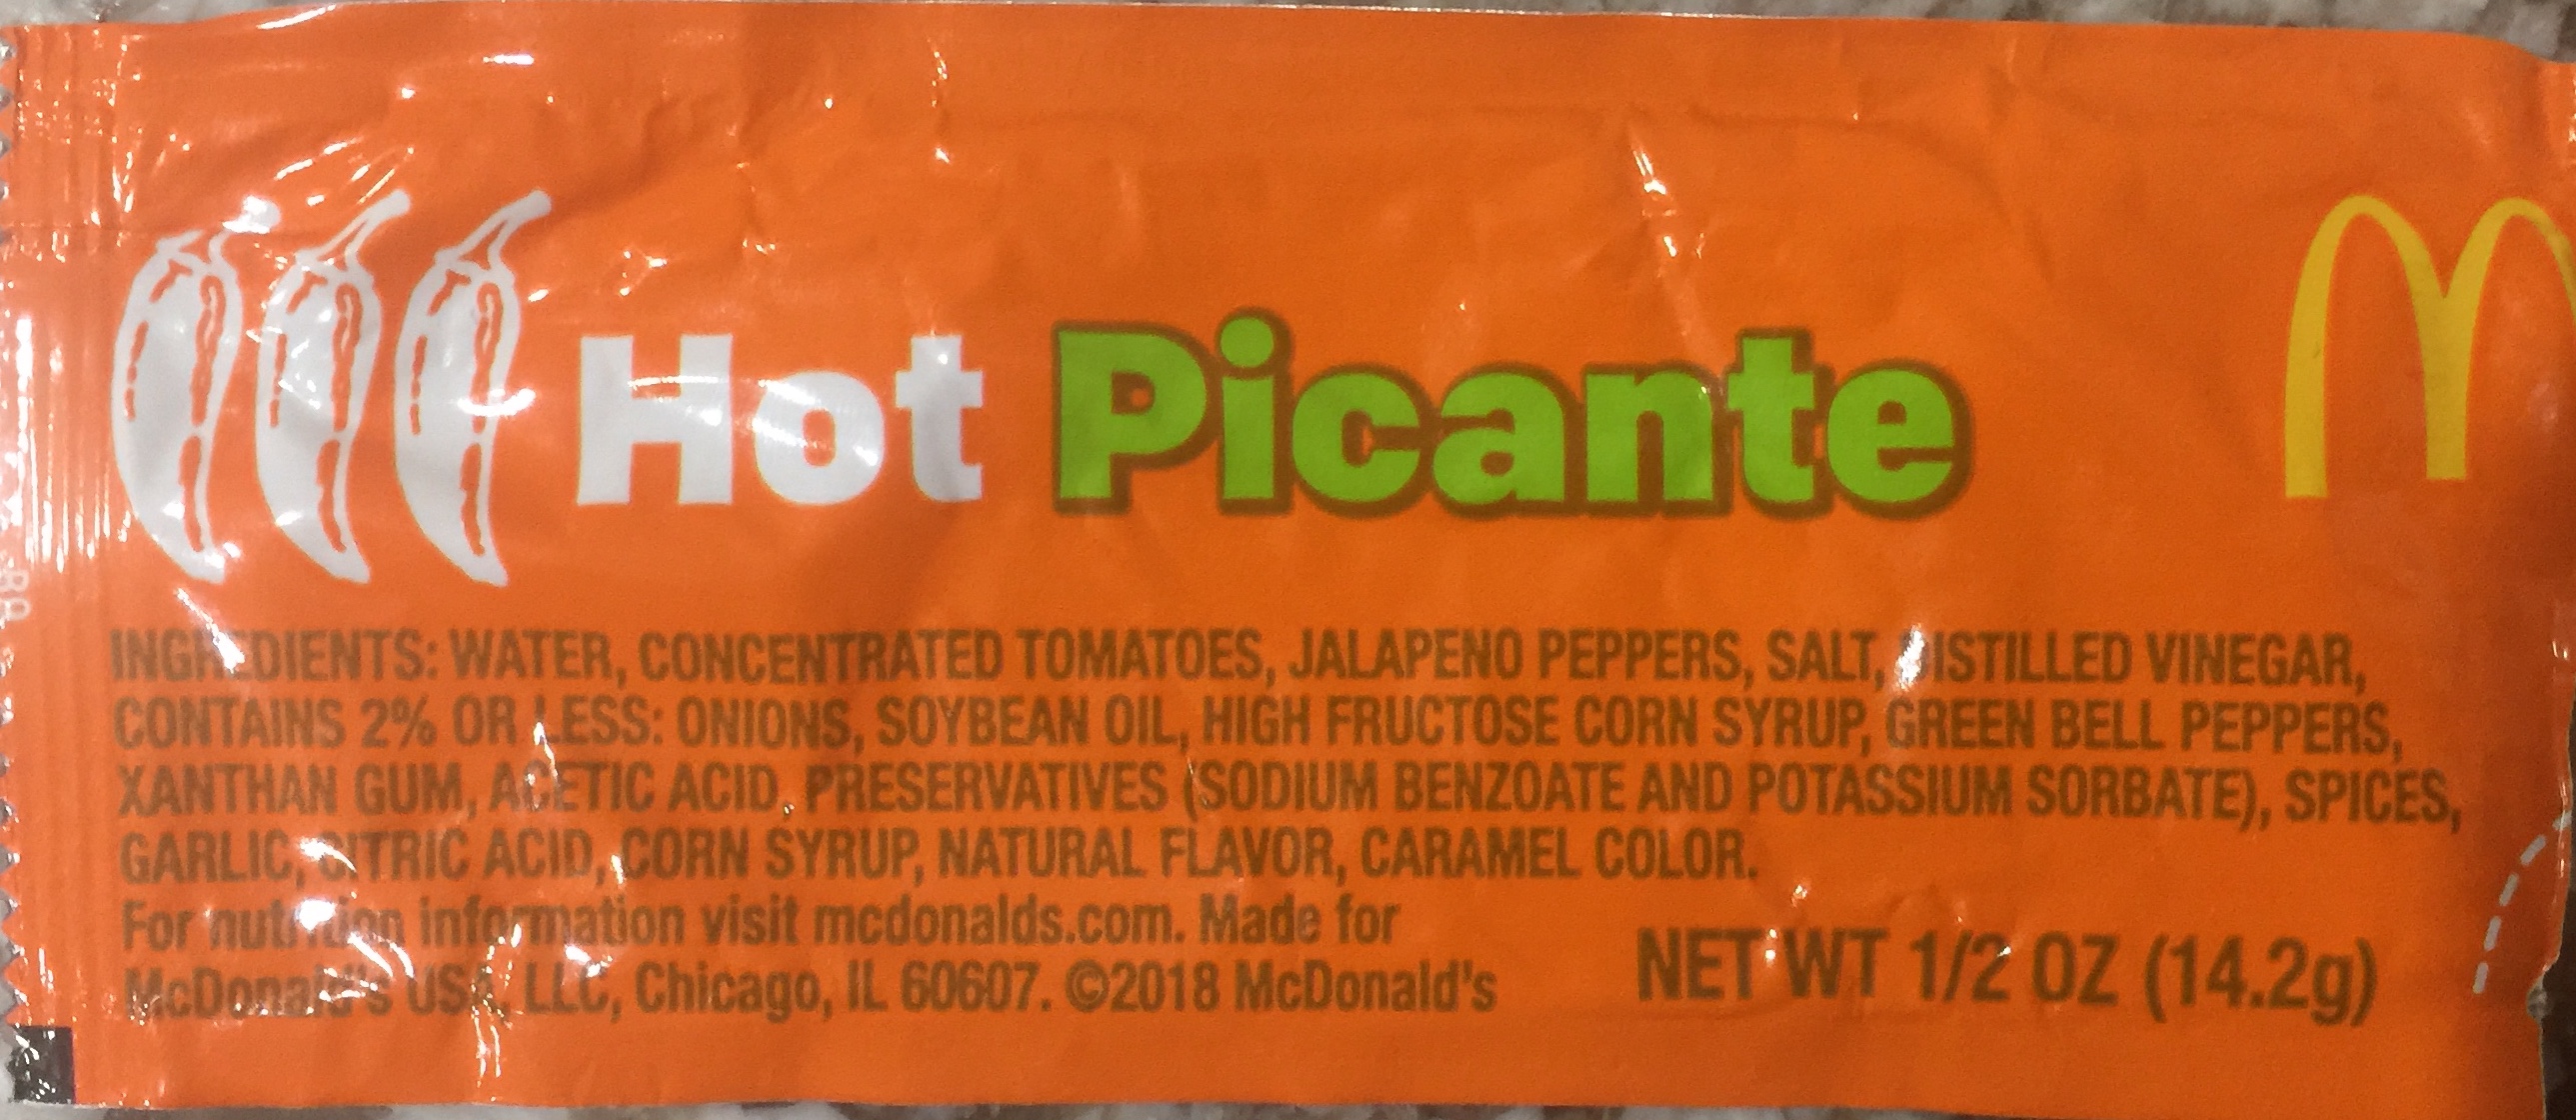 Hot Picante
INGREDIENTS: WATER, CONCENTRATED TOMATOES, JALAPENO PEPPERS, SALT, DISTILLED VINEGAR,
CONTAINS 2% OR LESS: ONIONS, SOYBEAN OIL, HIGH FRUCTOSE CORN SYRUP, GREEN BELL PEPPERS,
XANTHAN GUM, ACETIC ACID, PRESERVATIVES (SODIUM BENZOATE AND POTASSIUM SORBATE), SPICES,
GARLIC, CITRIC ACID, CORN SYRUP, NATURAL FLAVOR, CARAMEL COLOR.
For nutrition information visit mcdonalds.com. Made for
McDonald's USA, LLC, Chicago, IL 60607. ©2018 McDonald's
NET WT 1/2 OZ (14.2g)